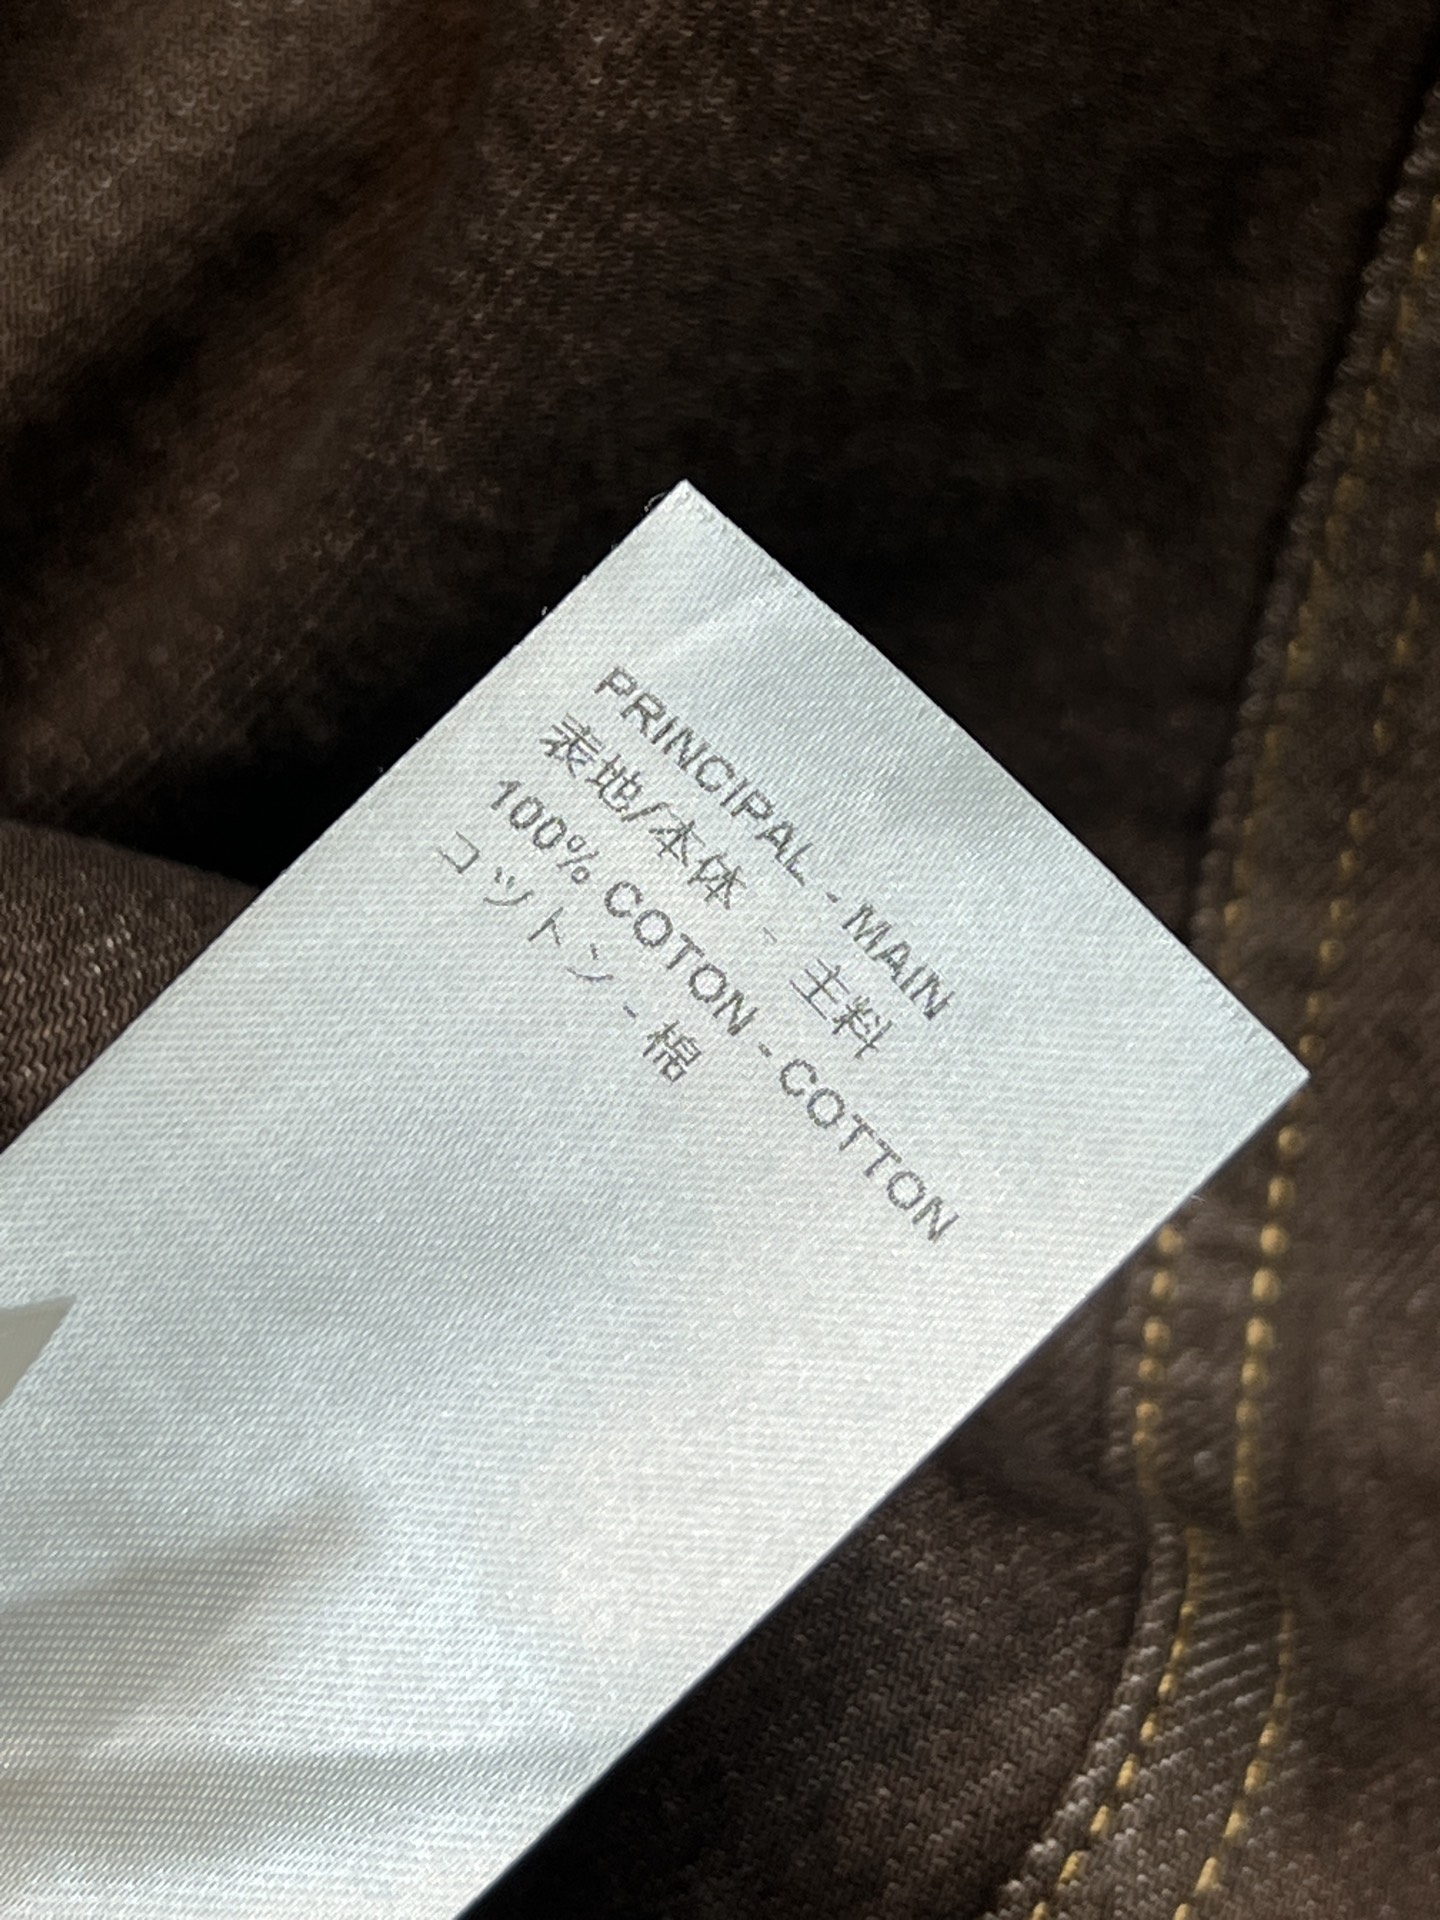 PRINCIPAL - MAIN
表地/本体 - 主料
100% COTON - COTTON
コットン - 棉